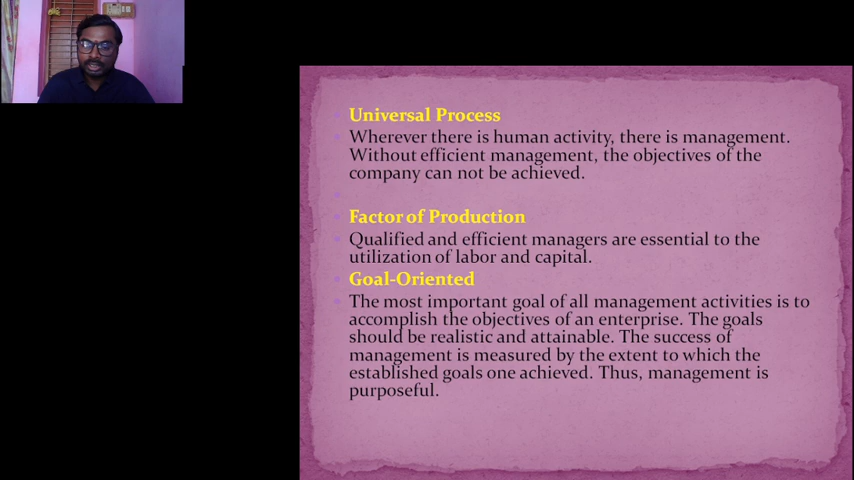 Universal Process
Wherever there is human activity, there is management.
Without efficient management, the objectives of the
company can not be achieved.
Factor of Production
Qualified and efficient managers are essential to the
utilization of labor and capital.
Goal-Oriented
The most important goal of all management activities is to
accomplish the objectives of an enterprise. The goals
should be realistic and attainable. The success of
management is measured by the extent to which the
established goals one achieved. Thus, management is
purposeful.